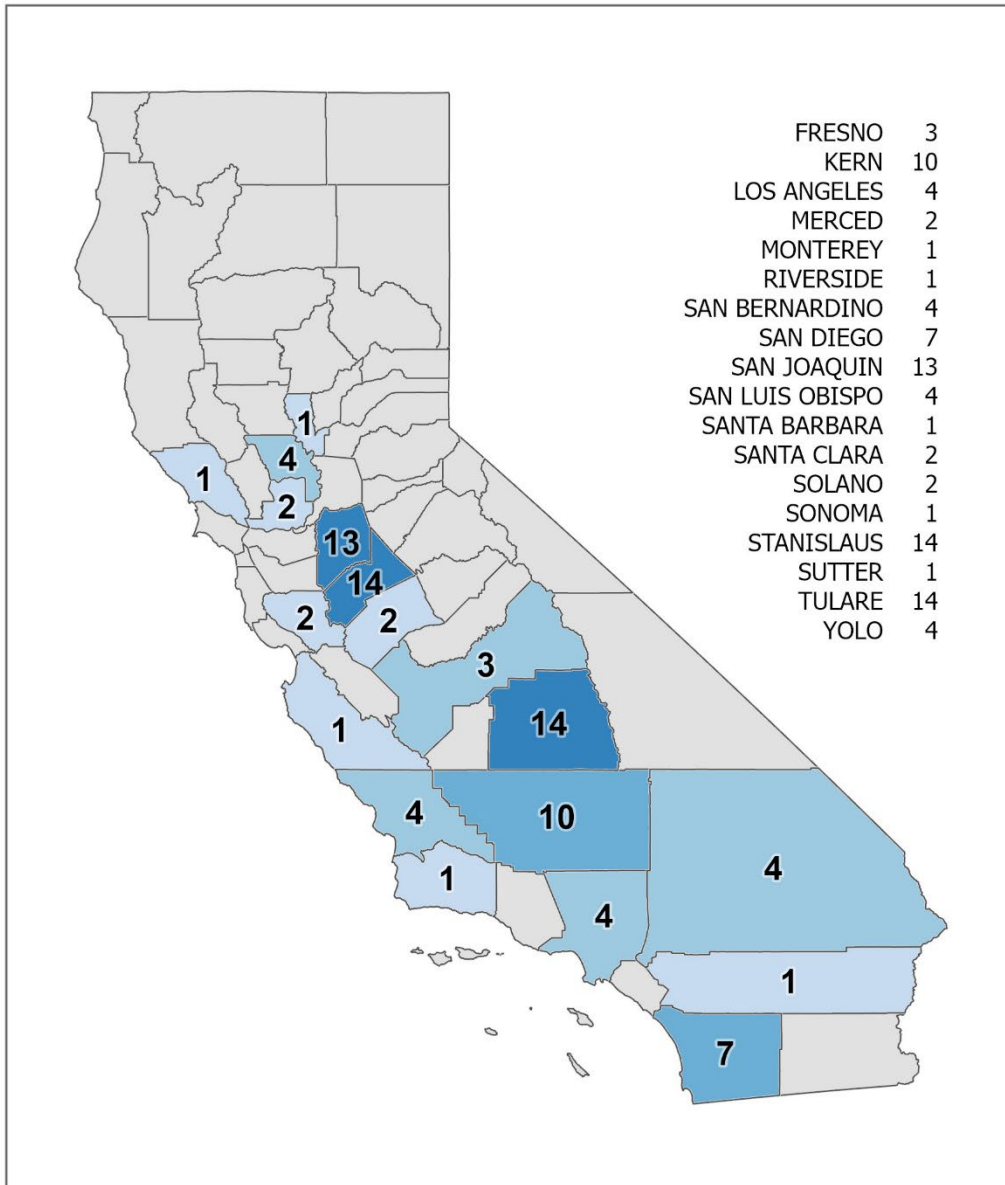 FRESNO 3
KERN 10
LOS ANGELES 4
MERCED 2
MONTEREY 1
RIVERSIDE 1
SAN BERNARDINO 4
SAN DIEGO 7
SAN JOAQUIN 13
SAN LUIS OBISPO 4
SANTA BARBARA 1
SANTA CLARA 2
SOLANO 2
SONOMA 1
STANISLAUS 14
SUTTER 1
TULARE 14
YOLO 4
1
4
1
2
13
14
2
2
3
14
1
4
10
4
1
4
1
7